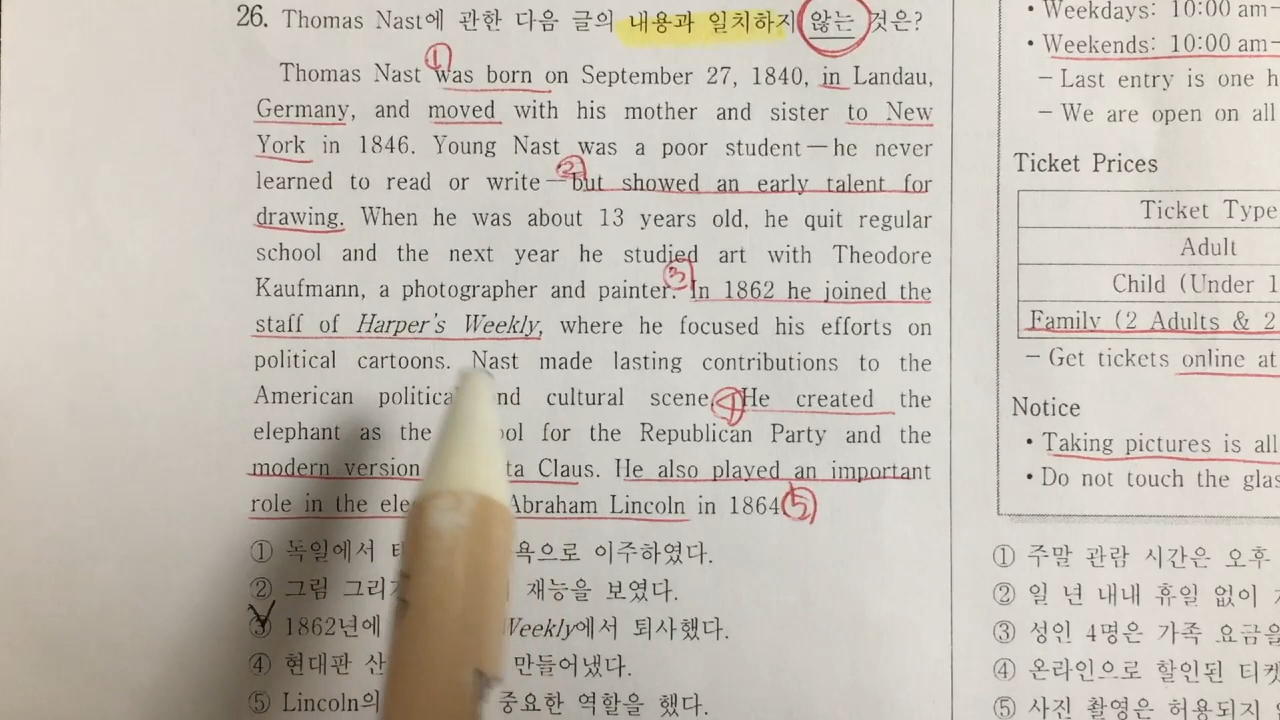 26. Thomas Nast에 관한 다음 글의 내용과 일치하지 않는 것은?
① ② ③ ④ ⑤
Thomas Nast was born on September 27, 1840, in Landau,
Germany, and moved with his mother and sister to New
York in 1846. Young Nast was a poor student—he never
learned to read or write—but showed an early talent for
drawing. When he was about 13 years old, he quit regular
school and the next year he studied art with Theodore
Kaufmann, a photographer and painter. In 1862 he joined the
staff of Harper's Weekly, where he focused his efforts on
political cartoons. Nast made lasting contributions to the
American political and cultural scene. He created the
elephant as the for the Republican Party and the
modern version Claus. He also played an important
role in the Abraham Lincoln in 1864
① 독일에서 욕으로 이주하였다.
② 그림 재능을 보였다.
③ 1862년에 Weekly에서 퇴사했다.
④ 현대판 만들어냈다.
⑤ Lincoln의 중요한 역할을 했다.
• Weekdays: 10:00 am-
• Weekends: 10:00 am-
- Last entry is one
- We are open on all
Ticket Prices
Ticket Type
Adult
Child (Under
Family (2 Adults & 2
- Get tickets online at
Notice
• Taking pictures is
• Do not touch the
① 주말 관람 시간은 오후
② 일 년 내내 휴일 없이
③ 성인 4명은 가족 요금을
④ 온라인으로 할인된
⑤ 사진 촬영은 허용되지